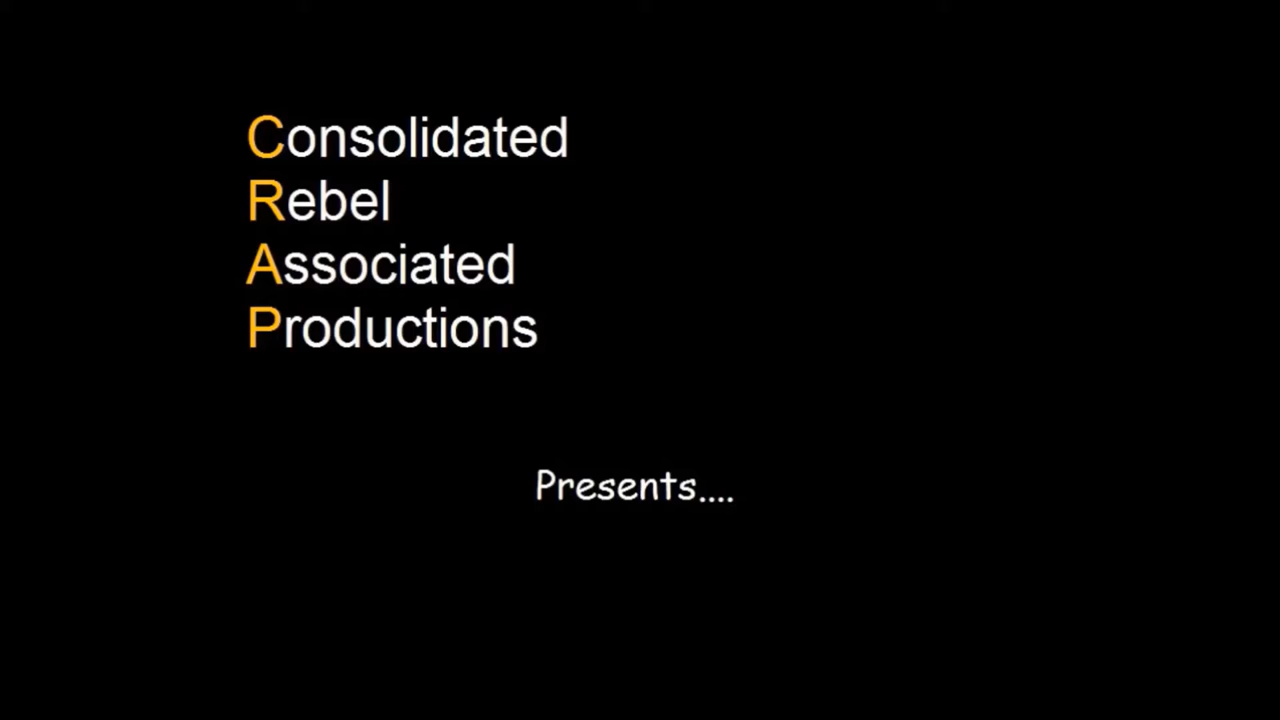 Consolidated
Rebel
Associated
Productions
Presents....